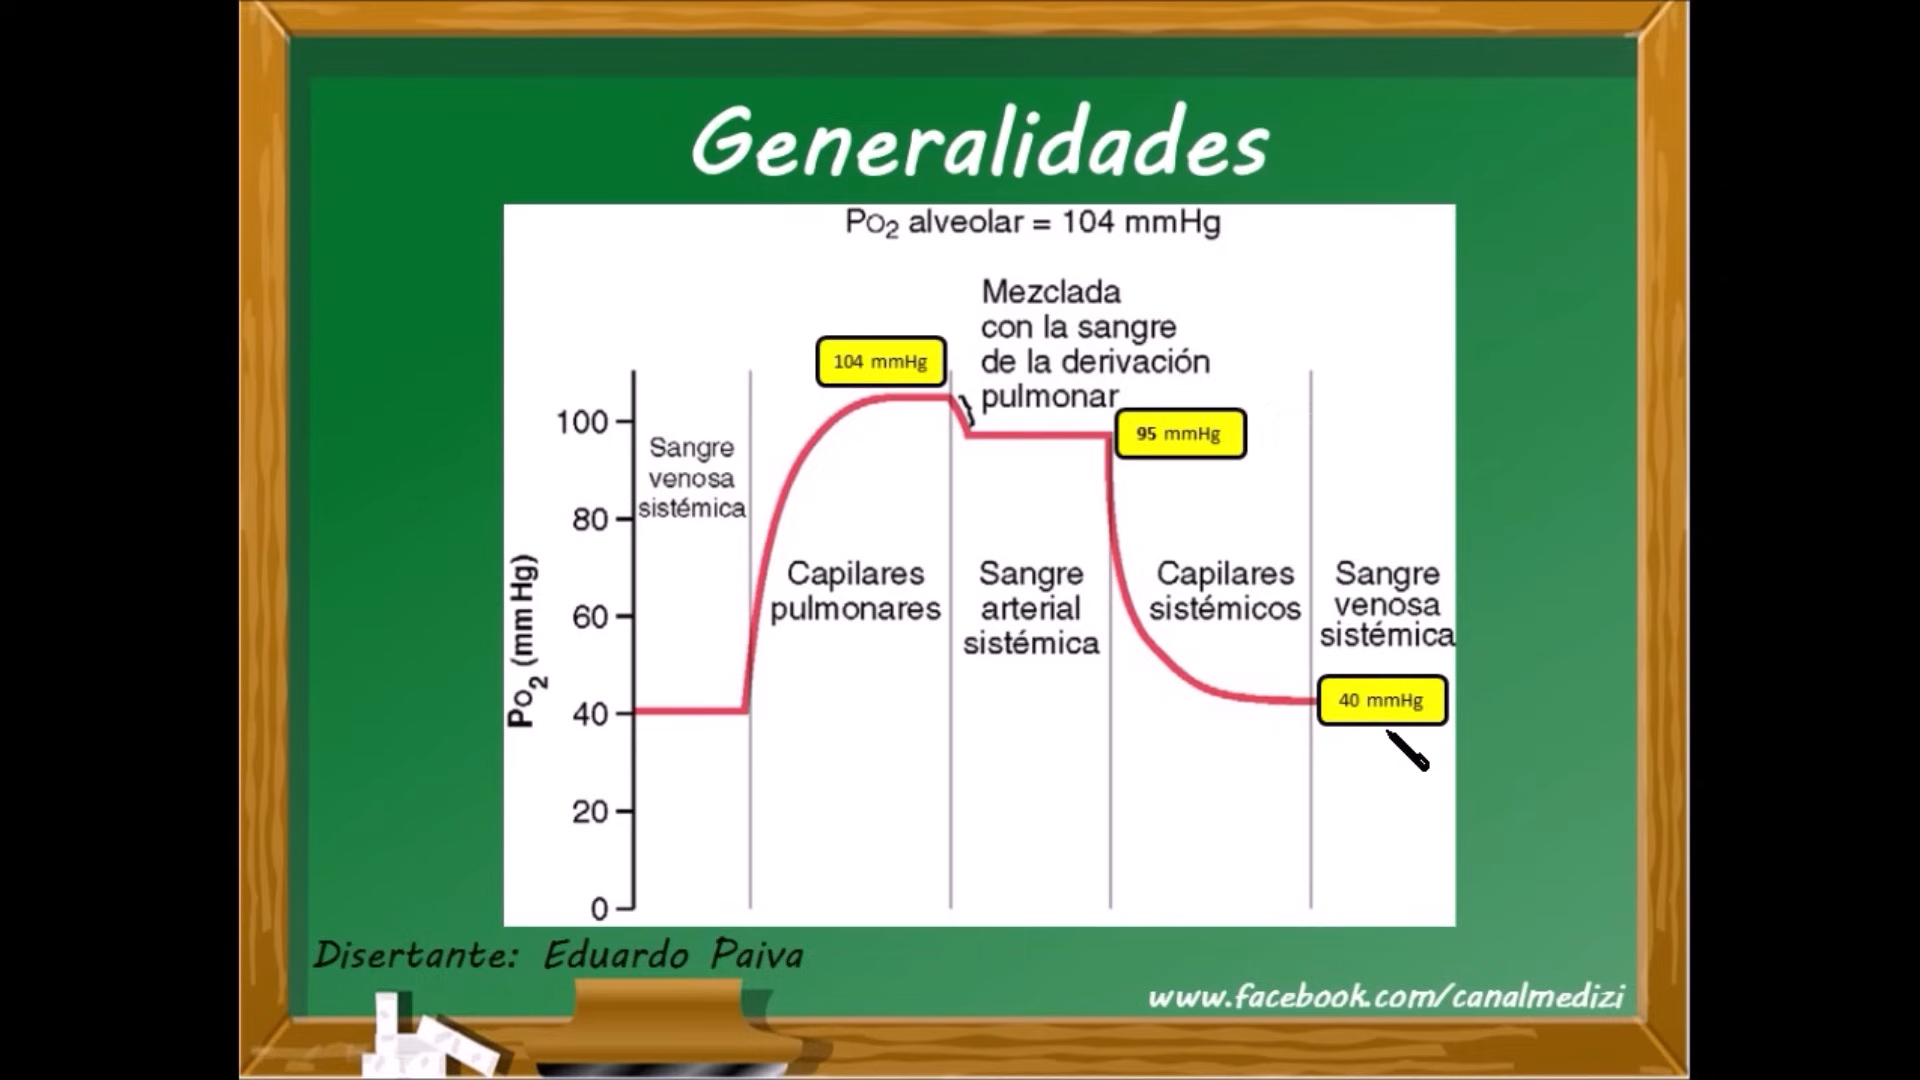 Generalidades
PO2 alveolar = 104 mmHg
Mezclada
con la sangre
de la derivación
pulmonar
104 mmHg
95 mmHg
100
80
60
40
20
0
PO2 (mm Hg)
Sangre
venosa
sistémica
Capilares
pulmonares
Sangre
arterial
sistémica
Capilares
sistémicos
Sangre
venosa
sistémica
40 mmHg
Disertante: Eduardo Paiva
www.facebook.com/canalmedizi